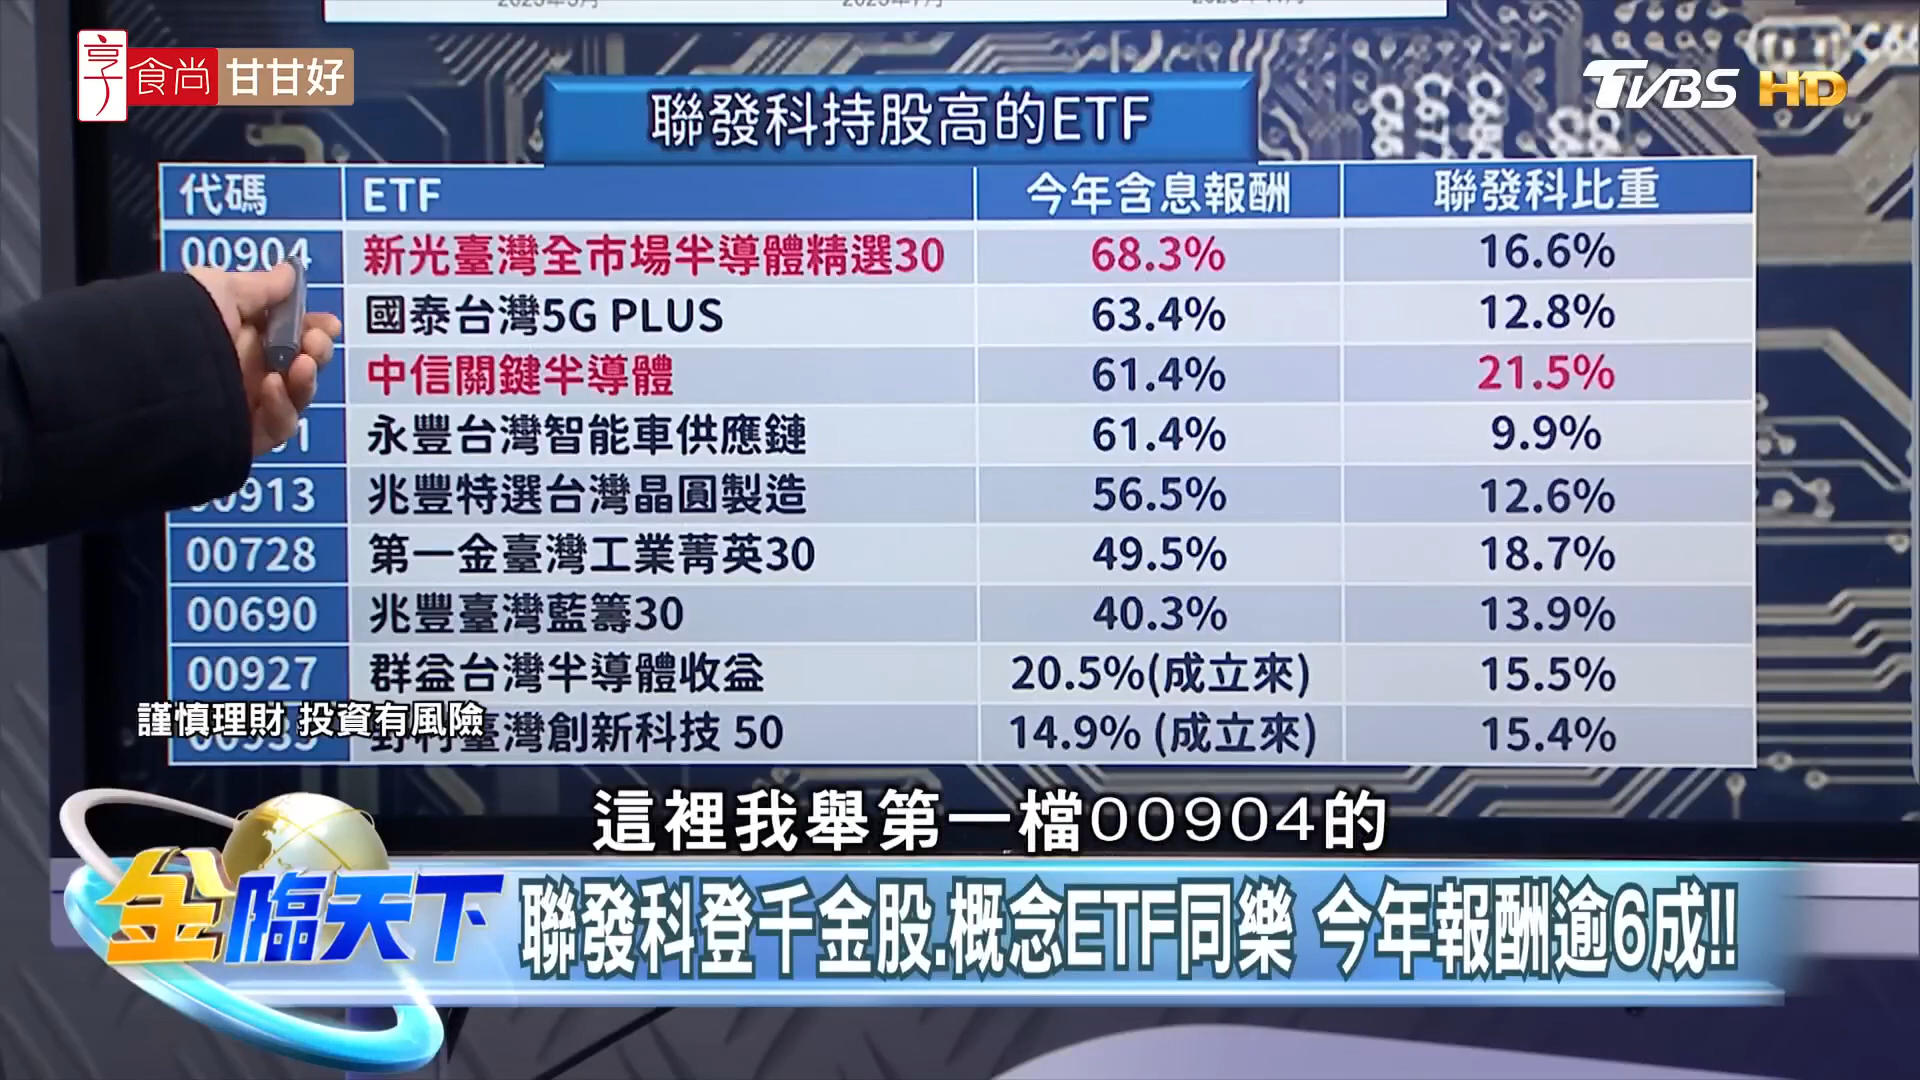 亨食尚 甘甘好
TVBS HD
聯發科持股高的ETF
代碼 ETF 今年含息報酬 聯發科比重
00904 新光臺灣全市場半導體精選30 68.3% 16.6%
國泰台灣5G PLUS 63.4% 12.8%
中信關鍵半導體 61.4% 21.5%
永豐台灣智能車供應鏈 61.4% 9.9%
00913 兆豐特選台灣晶圓製造 56.5% 12.6%
00728 第一金臺灣工業菁英30 49.5% 18.7%
00690 兆豐臺灣藍籌30 40.3% 13.9%
00927 群益台灣半導體收益 20.5%(成立來) 15.5%
臺灣創新科技 50 14.9% (成立來) 15.4%
謹慎理財 投資有風險
這裡我舉第一檔00904的
金臨天下
聯發科登千金股.概念ETF同樂 今年報酬逾6成!!